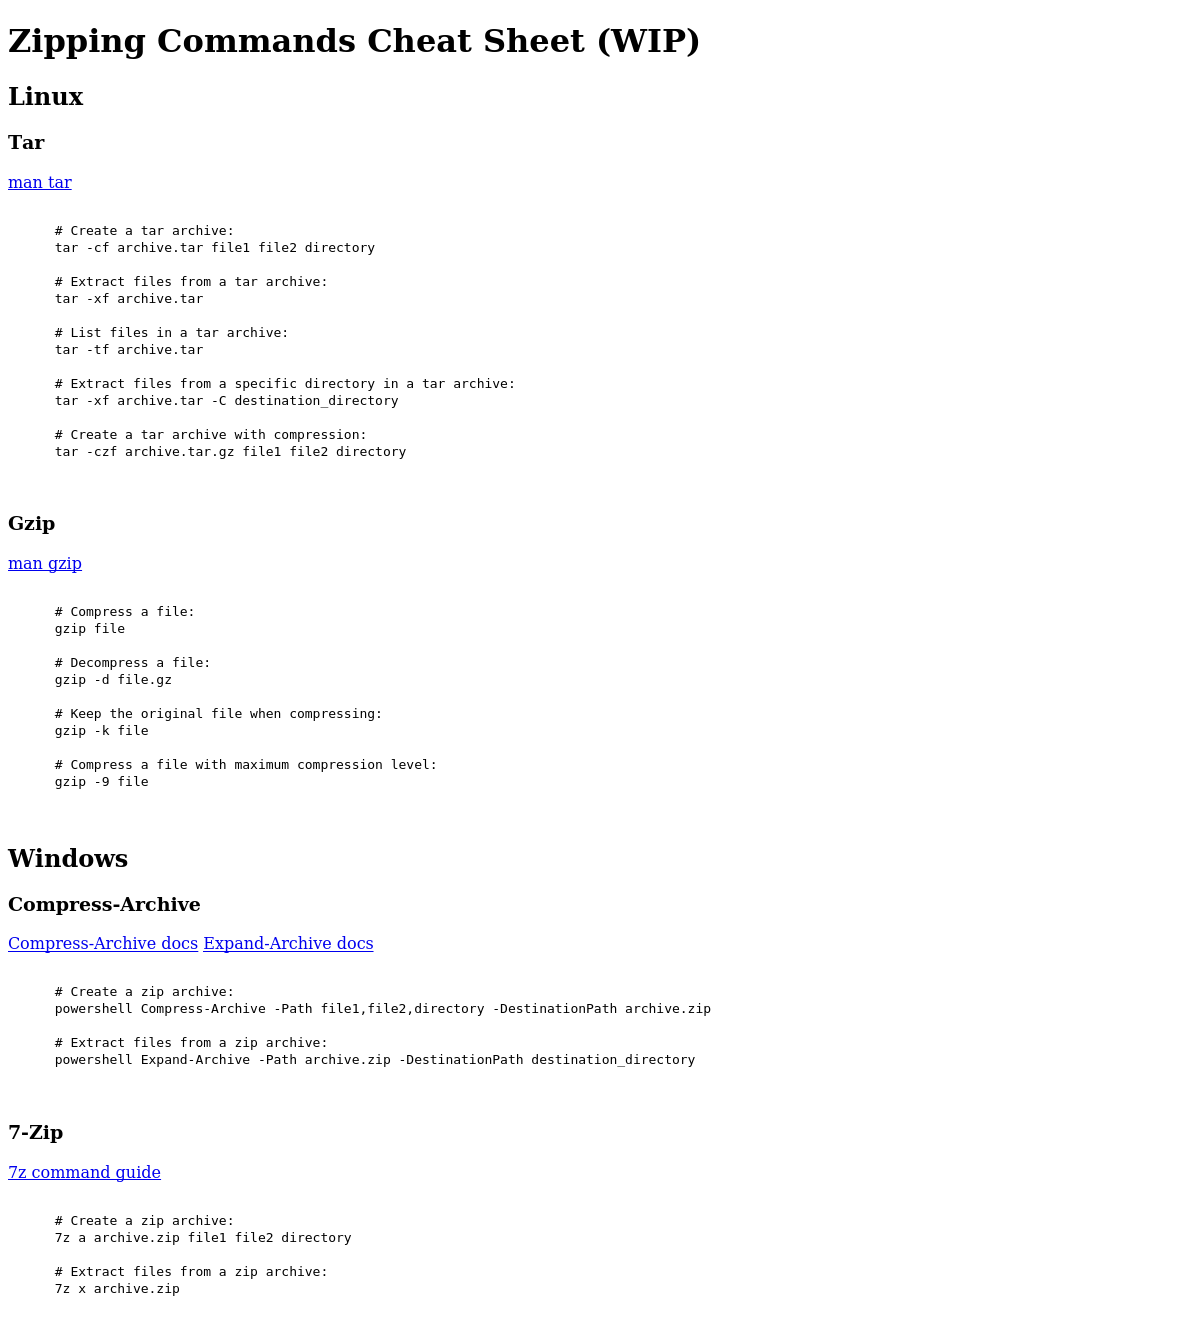 Zipping Commands Cheat Sheet (WIP)
Linux
Tar
man tar
# Create a tar archive:
tar -cf archive.tar file1 file2 directory
# Extract files from a tar archive:
tar -xf archive.tar
# List files in a tar archive:
tar -tf archive.tar
# Extract files from a specific directory in a tar archive:
tar -xf archive.tar -C destination_directory
# Create a tar archive with compression:
tar -czf archive.tar.gz file1 file2 directory
Gzip
man gzip
# Compress a file:
gzip file
# Decompress a file:
gzip -d file.gz
# Keep the original file when compressing:
gzip -k file
# Compress a file with maximum compression level:
gzip -9 file
Windows
Compress-Archive
Compress-Archive docs Expand-Archive docs
# Create a zip archive:
powershell Compress-Archive -Path file1,file2,directory -DestinationPath archive.zip
# Extract files from a zip archive:
powershell Expand-Archive -Path archive.zip -DestinationPath destination_directory
7-Zip
7z command guide
# Create a zip archive:
7z a archive.zip file1 file2 directory
# Extract files from a zip archive:
7z x archive.zip